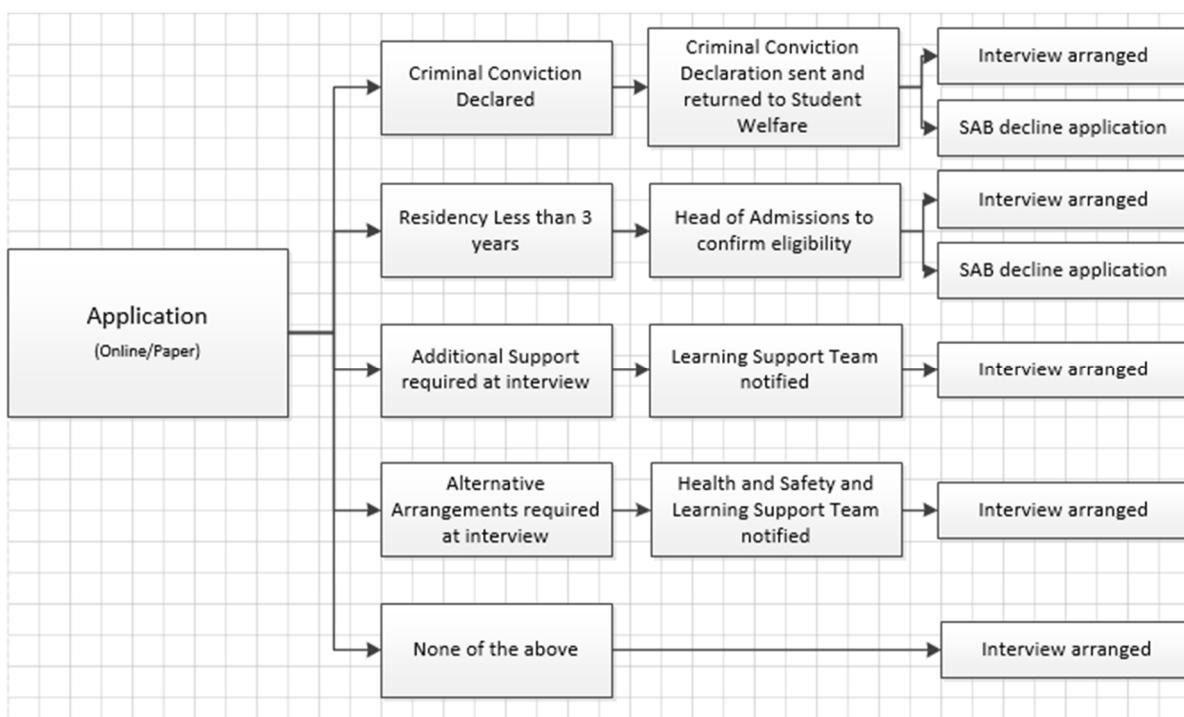 Application
(Online/Paper)
Criminal Conviction
Declared
Criminal Conviction
Declaration sent and
returned to Student
Welfare
Interview arranged
SAB decline application
Residency Less than 3
years
Head of Admissions to
confirm eligibility
Interview arranged
SAB decline application
Additional Support
required at interview
Learning Support Team
notified
Interview arranged
Alternative
Arrangements required
at interview
Health and Safety and
Learning Support Team
notified
Interview arranged
None of the above
Interview arranged